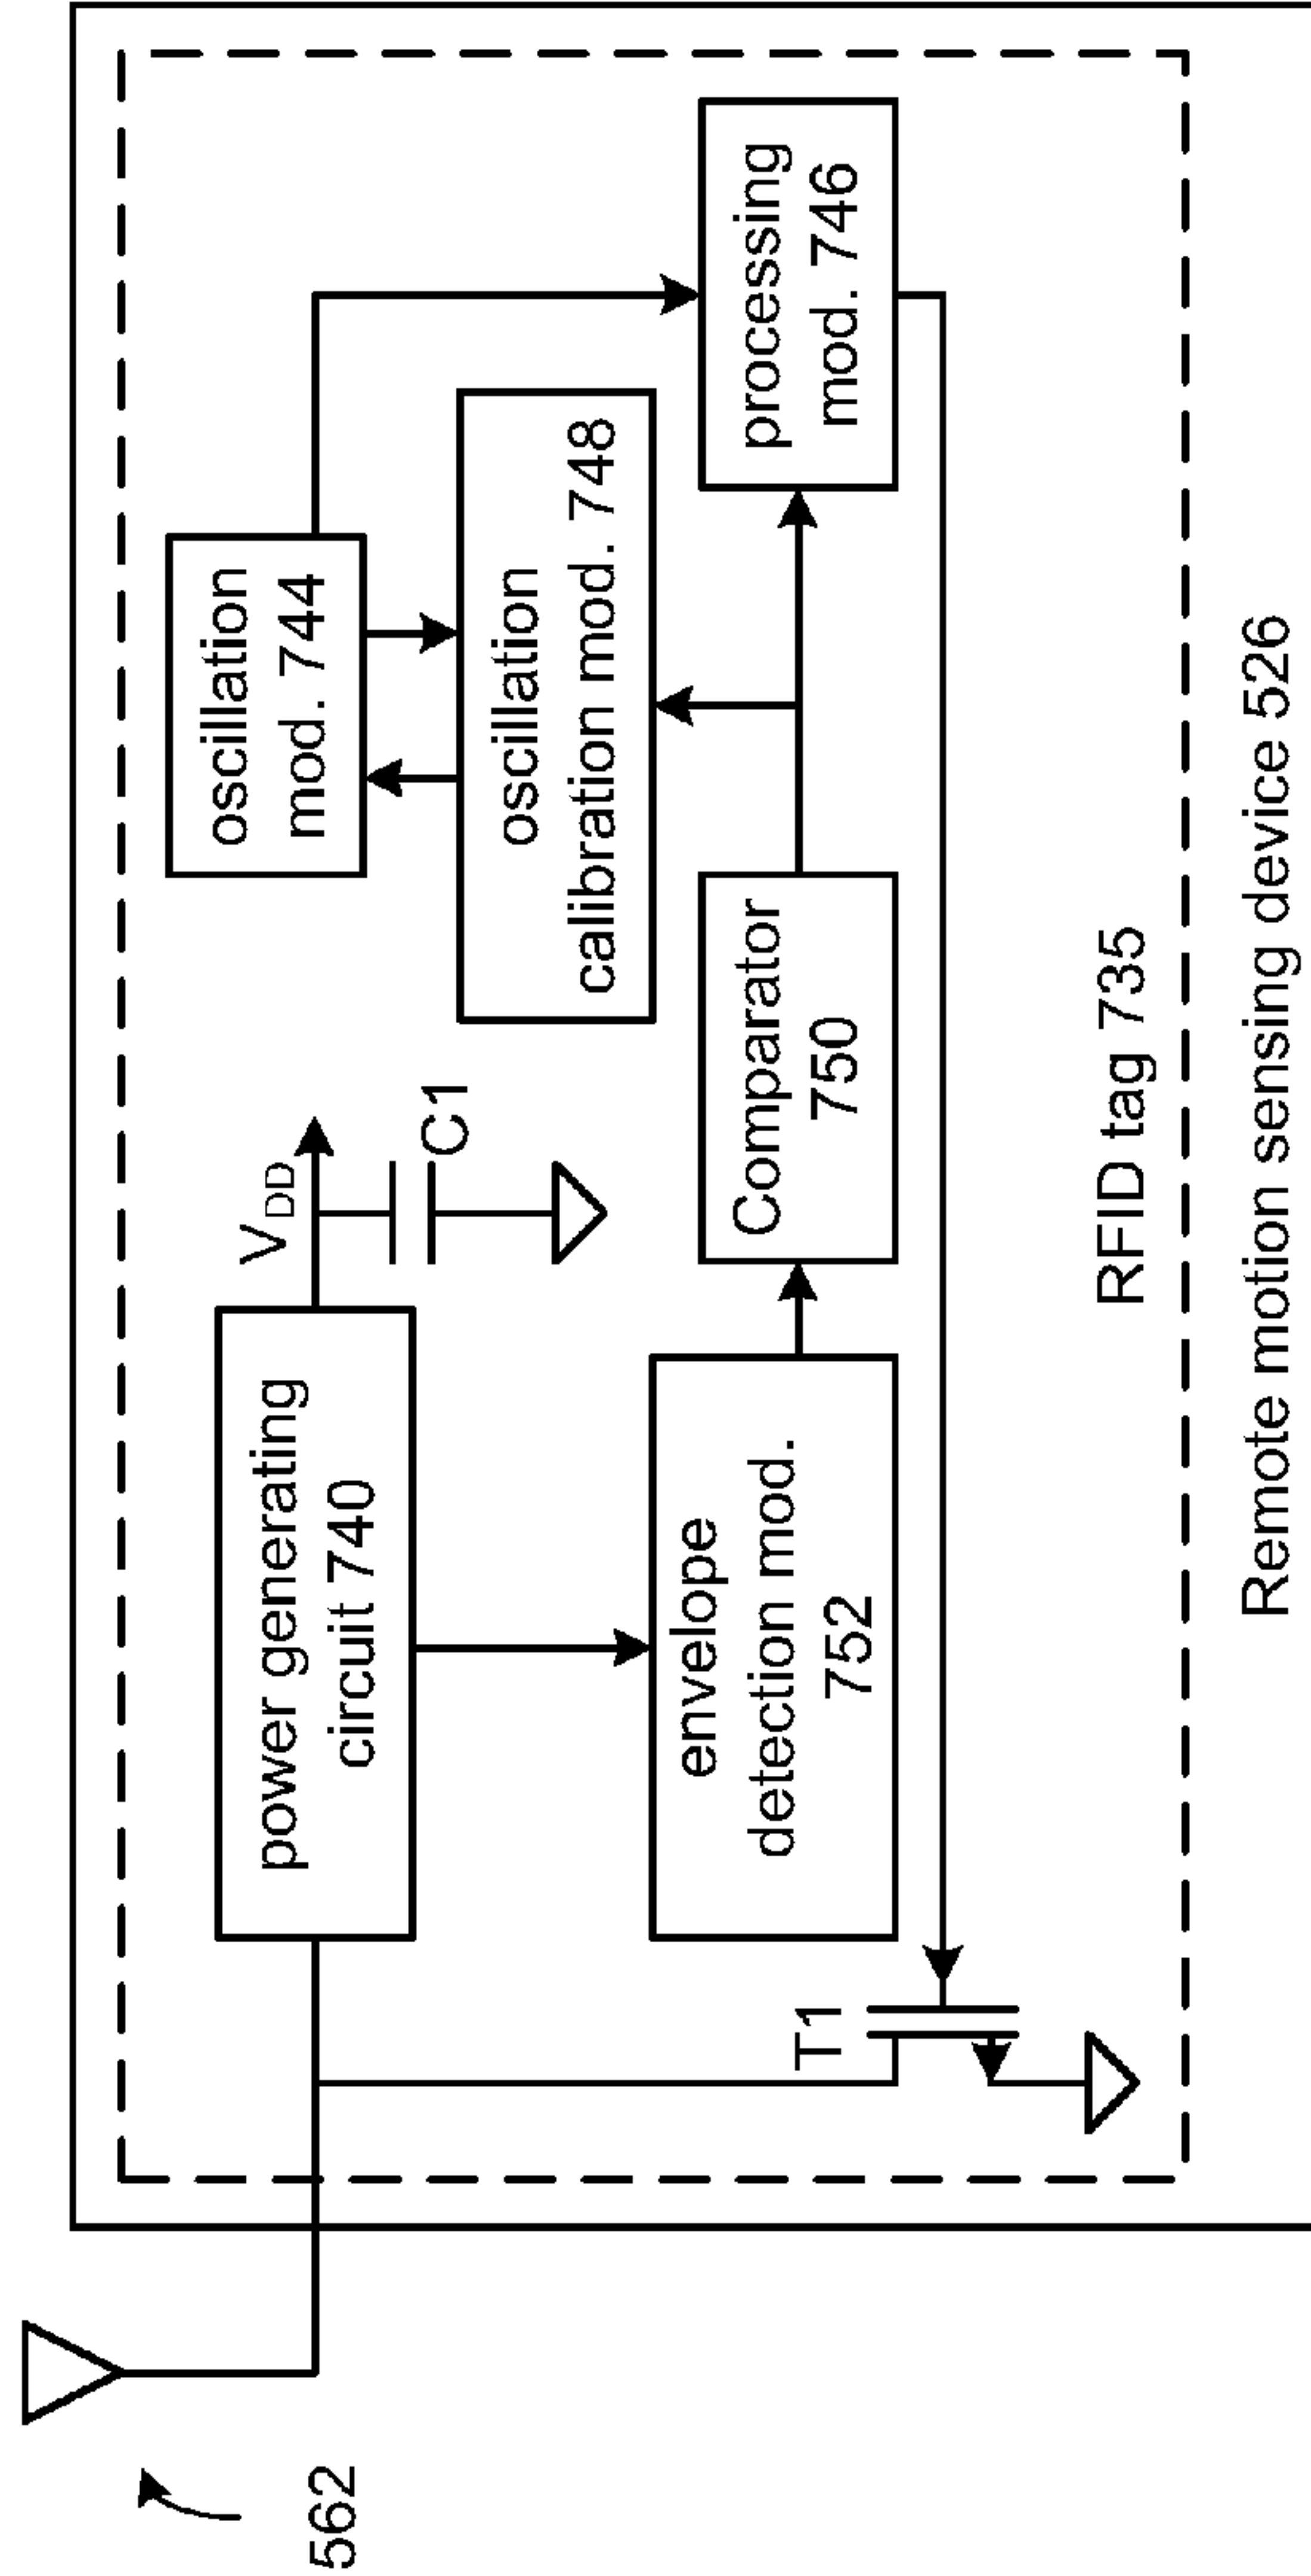 562
power generating
circuit 740
V_DD
C1
oscillation
mod. 744
oscillation
calibration mod. 748
envelope
detection mod.
752
Comparator
750
processing
mod. 746
T1
RFID tag 735
Remote motion sensing device 526